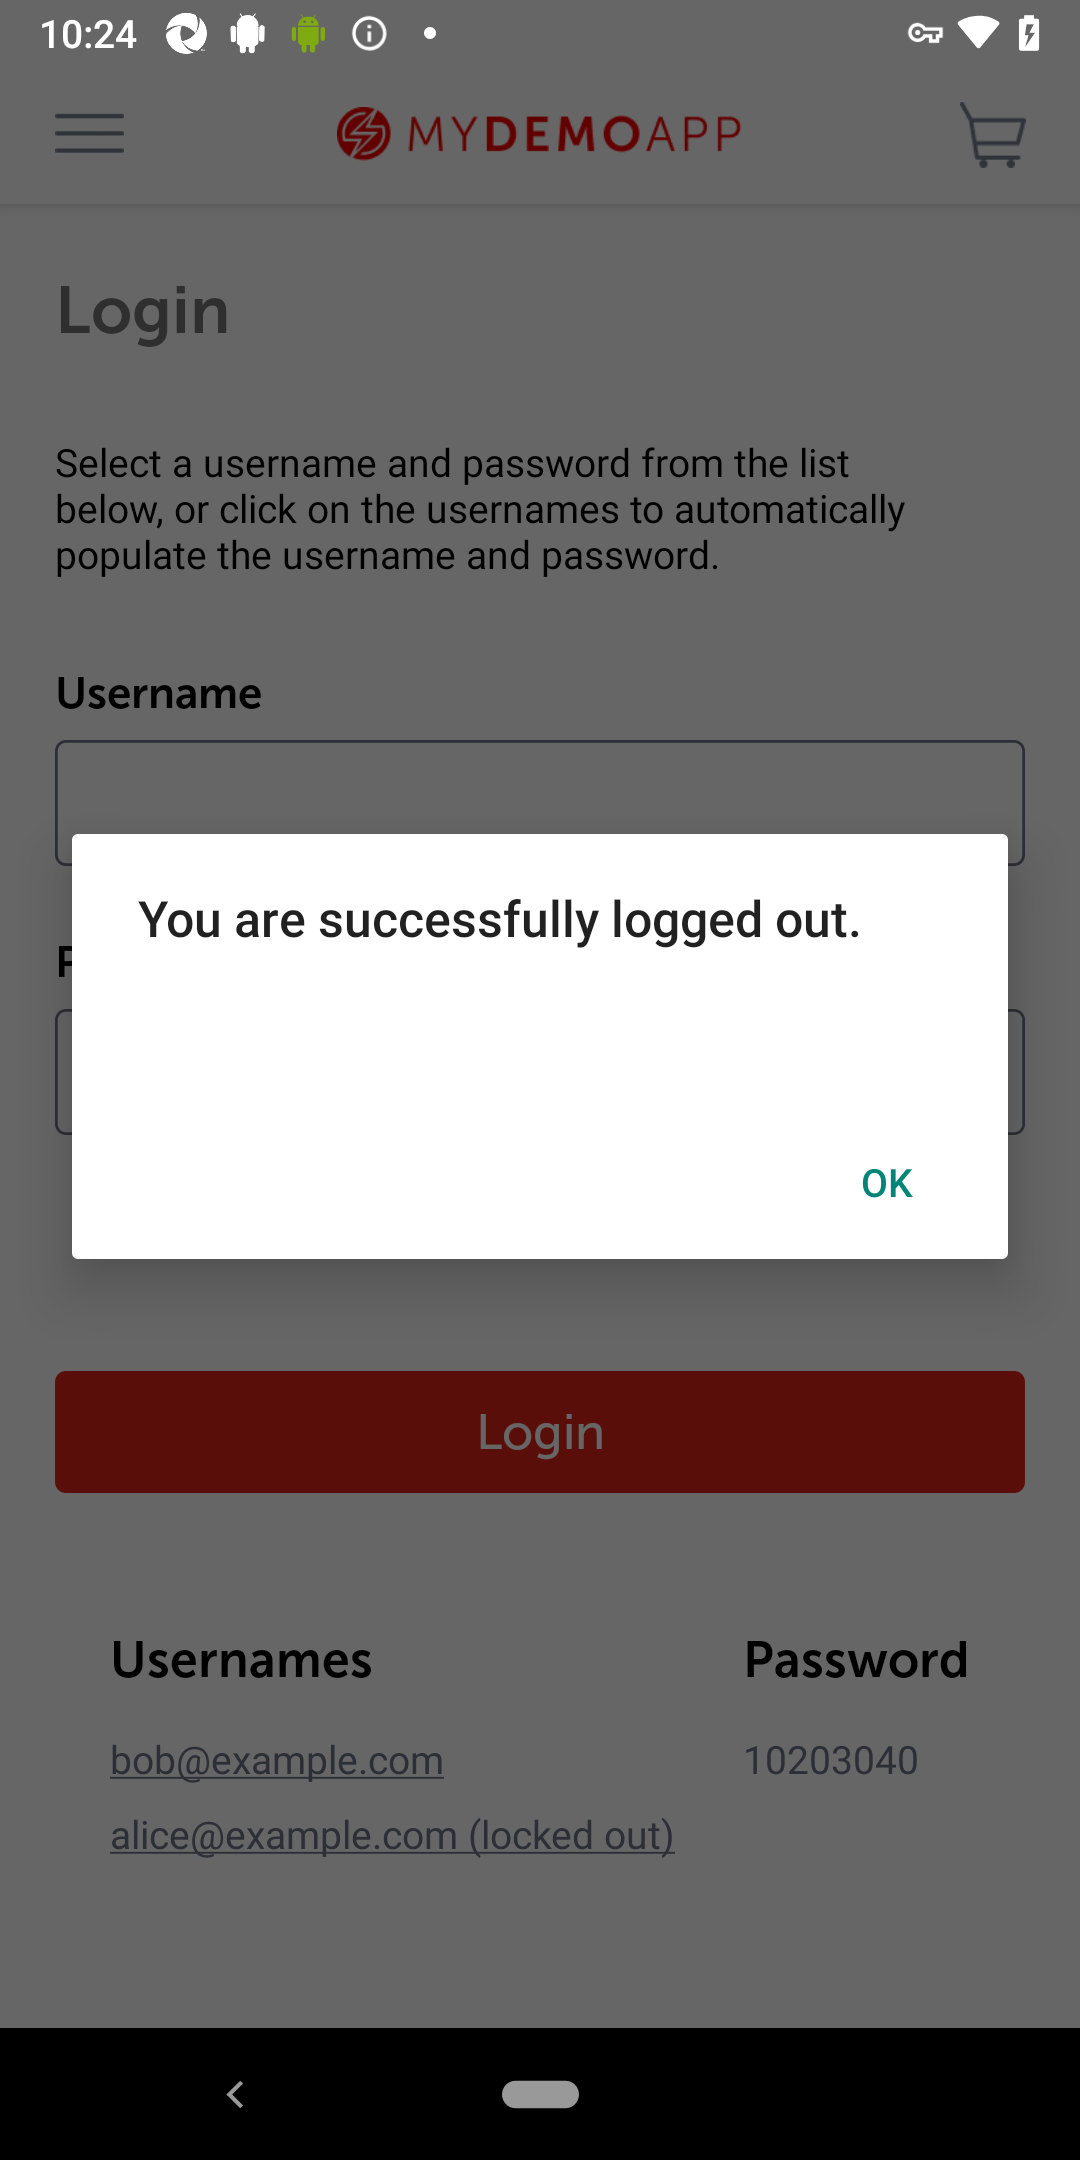 10:24
MYDEMOAPP
Login
Select a username and password from the list
below, or click on the usernames to automatically
populate the username and password.
Username
You are successfully logged out.
OK
Login
Usernames Password
bob@example.com 10203040
alice@example.com (locked out)